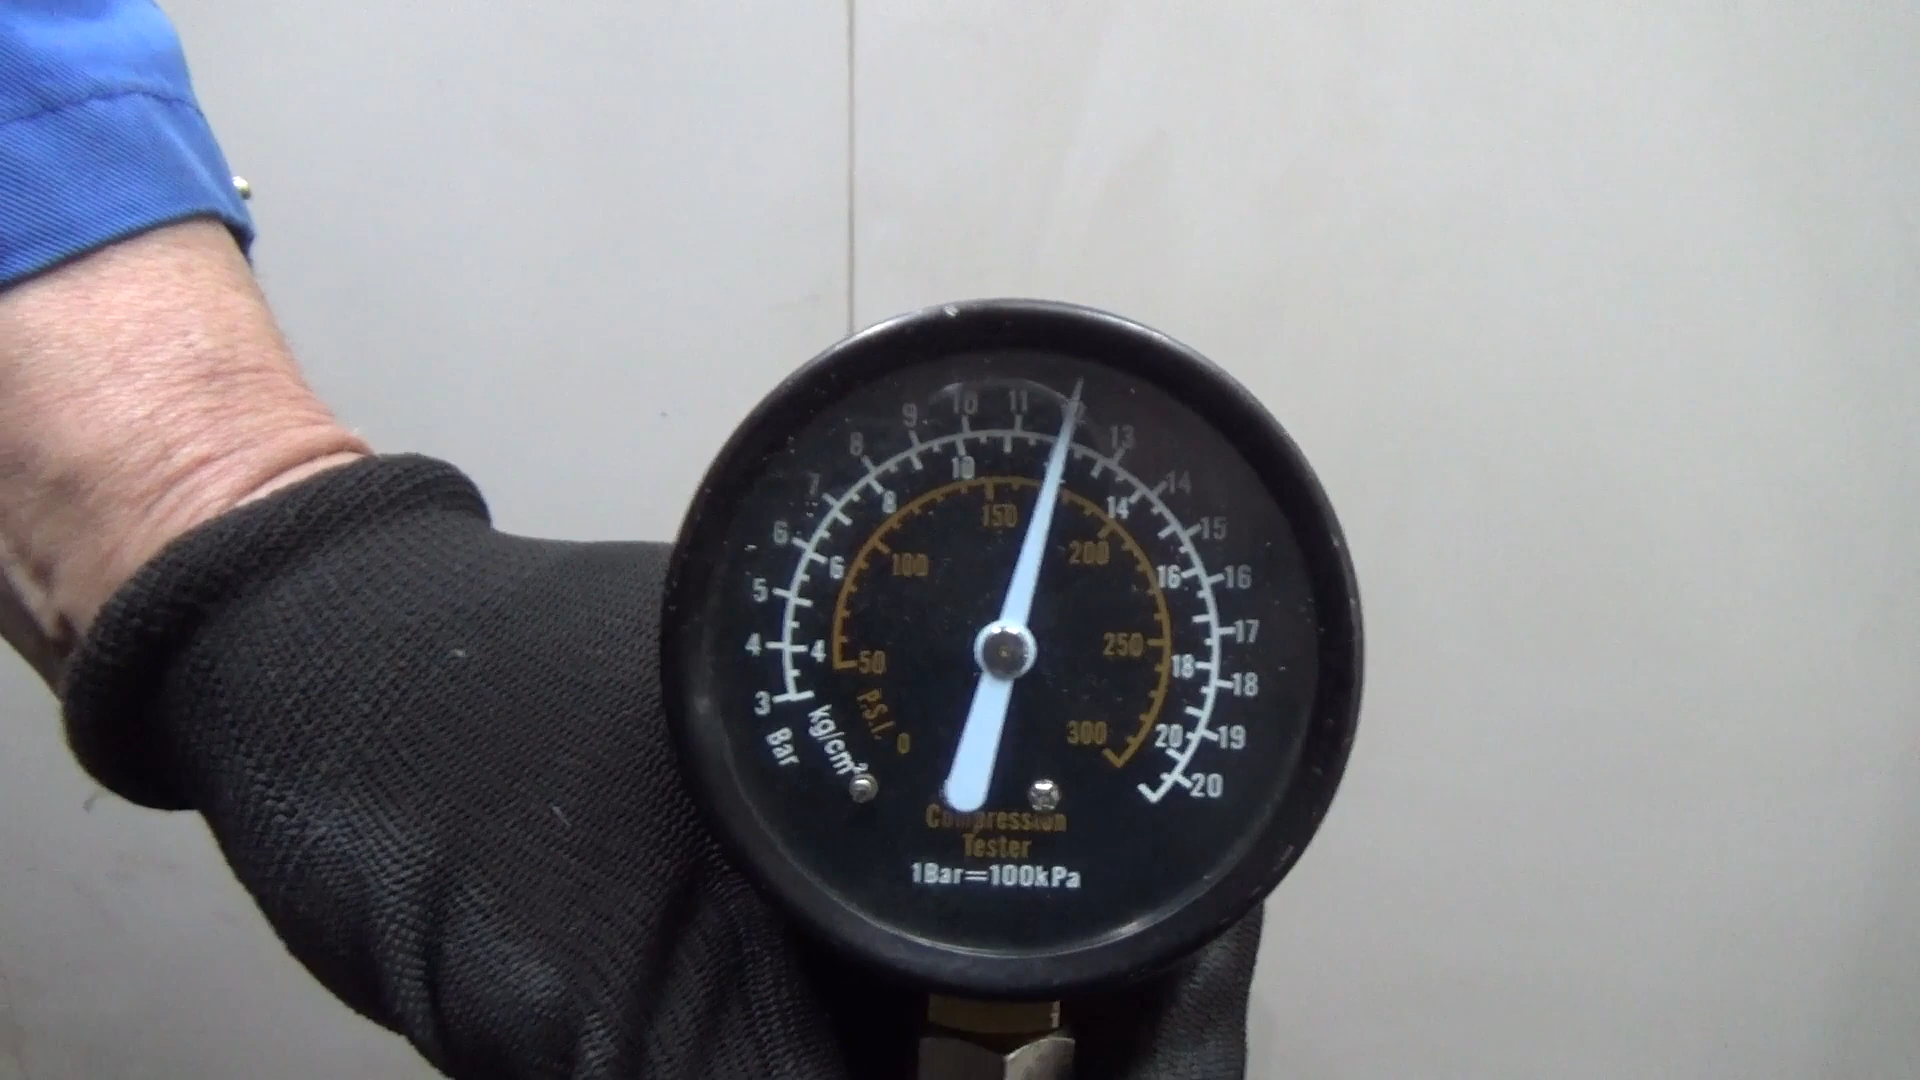 3 4 5 6 7 8 9 10 11 13 14 15 16 17 18 19 20
Bar
4 6 8 10 14 16 18 20
kg/cm²
0 50 100 150 200 250 300
P.S.I.
Compression
Tester
1Bar=100kPa